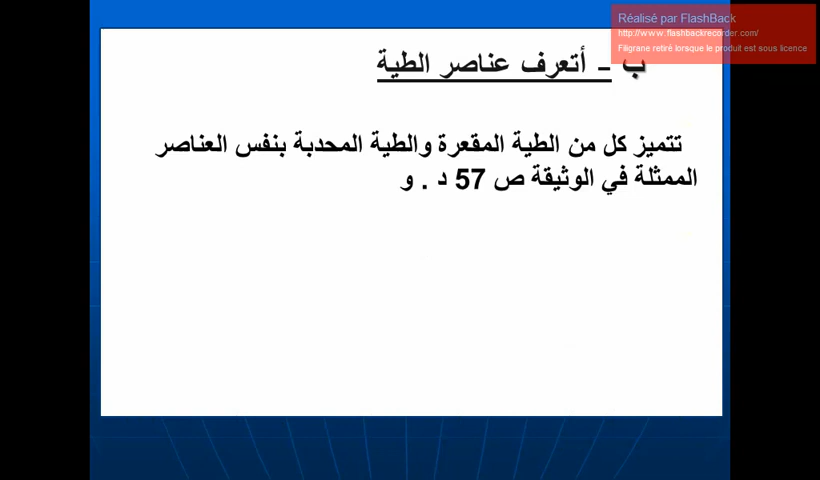 Réalisé par FlashBack
http://www.flashbackrecorder.com/
Filigrane retiré lorsque le produit est sous licence
ب – أتعرف عناصر الطية
تتميز كل من الطية المقعرة والطية المحدبة بنفس العناصر
الممثلة في الوثيقة ص 57 د . و